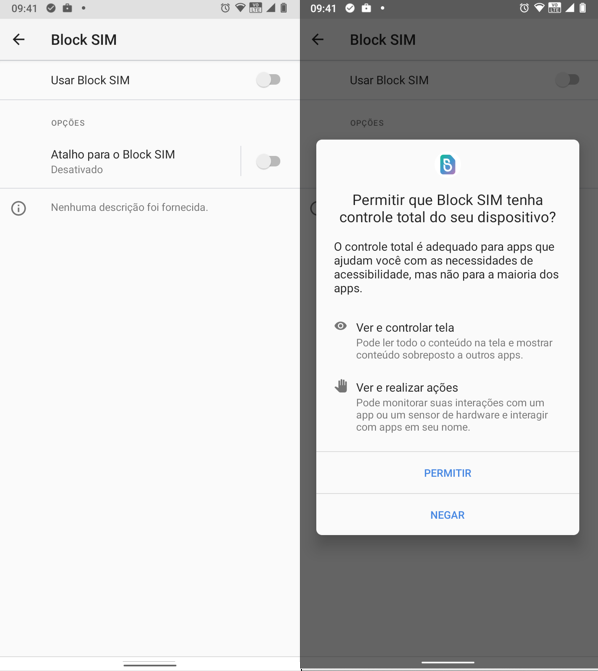 09:41
Block SIM
Usar Block SIM
OPÇÕES
Atalho para o Block SIM
Desativado
Nenhuma descrição foi fornecida.
09:41
Block SIM
Usar Block SIM
OPÇÕES
Permitir que Block SIM tenha
controle total do seu dispositivo?
O controle total é adequado para apps que
ajudam você com as necessidades de
acessibilidade, mas não para a maioria dos
apps.
Ver e controlar tela
Pode ler todo o conteúdo na tela e mostrar
conteúdo sobreposto a outros apps.
Ver e realizar ações
Pode monitorar suas interações com um
app ou um sensor de hardware e interagir
com apps em seu nome.
PERMITIR
NEGAR